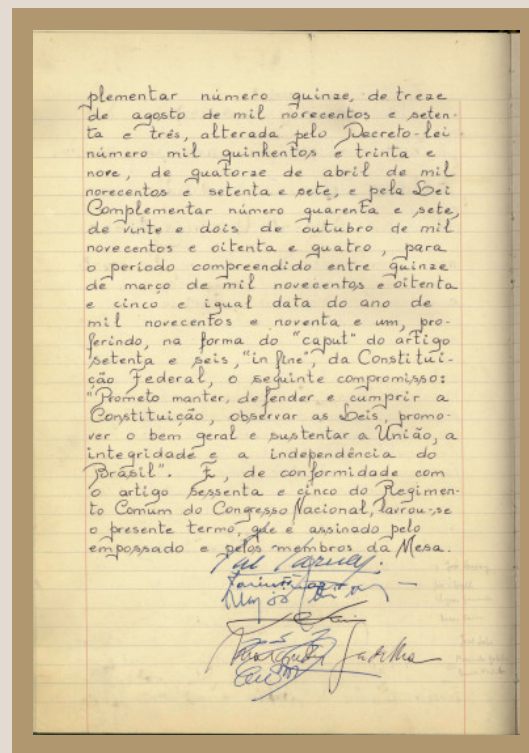 plementar número quinze, de treze
de agosto de mil novecentos e seten-
ta e três, alterada pelo Decreto-lei
número mil quinhentos e trinta e
nove, de quatorze de abril de mil
novecentos e setenta e sete, e pela Lei
Complementar número quarenta e sete,
de vinte e dois de outubro de mil
novecentos e oitenta e quatro, para
o período compreendido entre quinze
de março de mil novecentos e oitenta
e cinco e igual data do ano de
mil novecentos e noventa e um, pro-
ferindo, na forma do "caput" do artigo
setenta e seis, "in fine", da Constitui-
ção Federal, o seguinte compromisso:
"Prometo manter, defender e cumprir a
Constituição, observar as Leis, promo-
ver o bem geral e sustentar a União, a
integridade e a independência do
Brasil". E, de conformidade com
o artigo sessenta e cinco do Regimen-
to Comum do Congresso Nacional, lavrou-se
o presente termo, que é assinado pelo
empossado e pelos membros da Mesa.